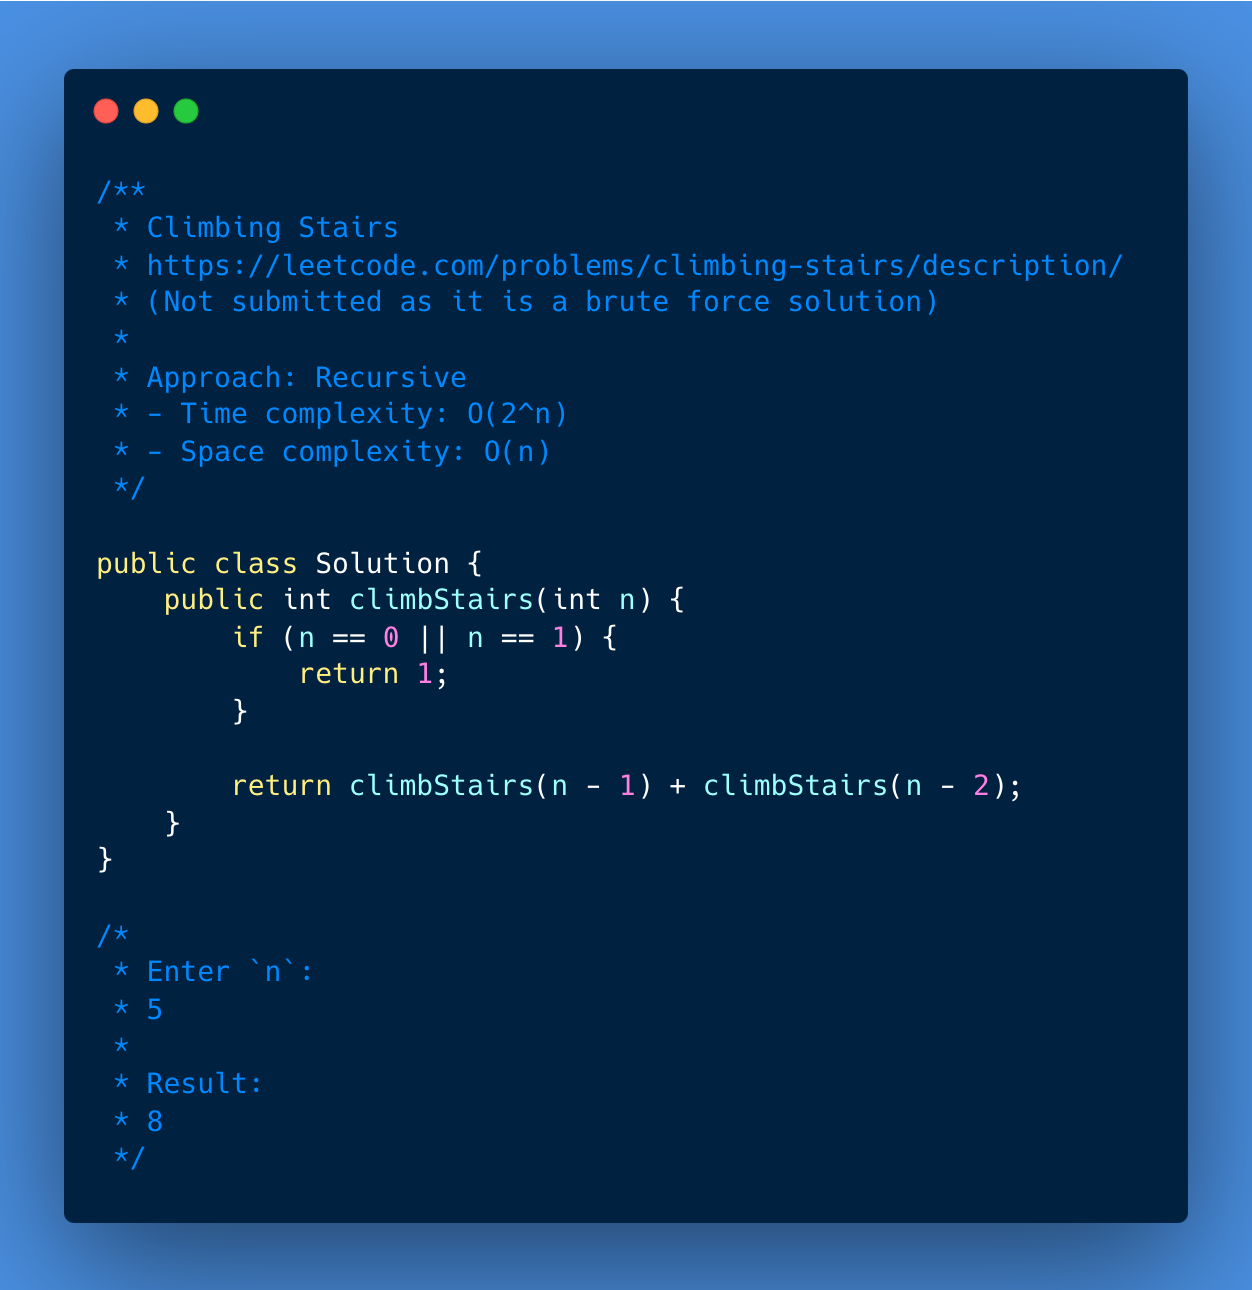 /**
 * Climbing Stairs
 * https://leetcode.com/problems/climbing-stairs/description/
 * (Not submitted as it is a brute force solution)
 *
 * Approach: Recursive
 * - Time complexity: O(2^n)
 * - Space complexity: O(n)
 */

public class Solution {
    public int climbStairs(int n) {
        if (n == 0 || n == 1) {
            return 1;
        }

        return climbStairs(n - 1) + climbStairs(n - 2);
    }
}

/*
 * Enter `n`:
 * 5
 *
 * Result:
 * 8
 */